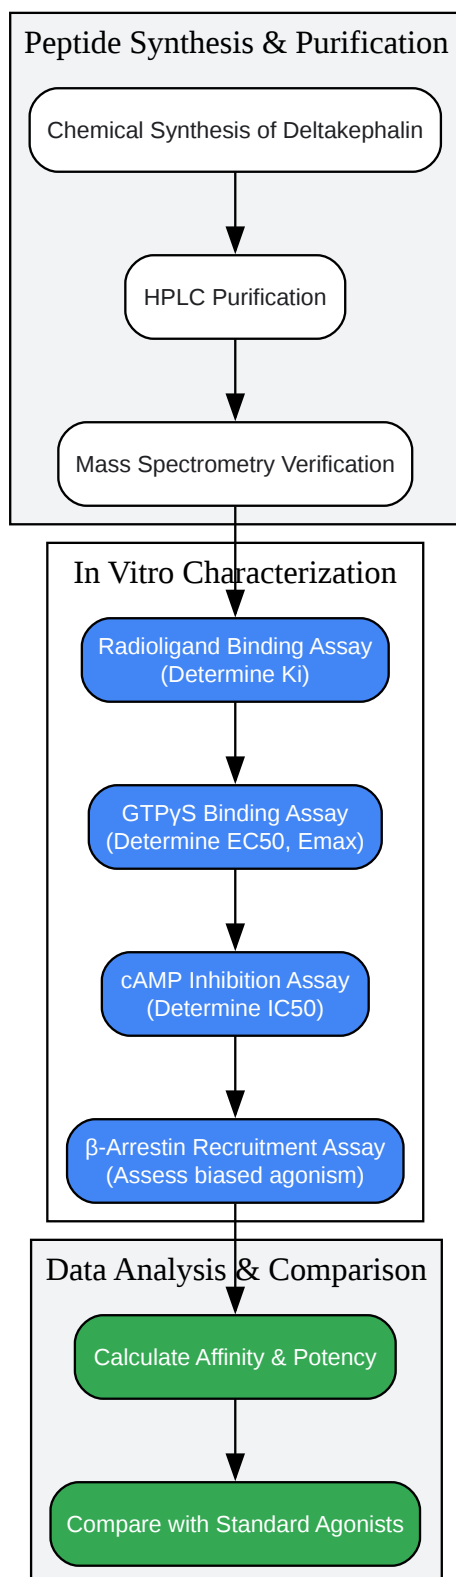 Peptide Synthesis & Purification
Chemical Synthesis of Deltakephalin
HPLC Purification
Mass Spectrometry Verification
In Vitro Characterization
Radioligand Binding Assay
(Determine Ki)
GTPγS Binding Assay
(Determine EC50, Emax)
cAMP Inhibition Assay
(Determine IC50)
β-Arrestin Recruitment Assay
(Assess biased agonism)
Data Analysis & Comparison
Calculate Affinity & Potency
Compare with Standard Agonists